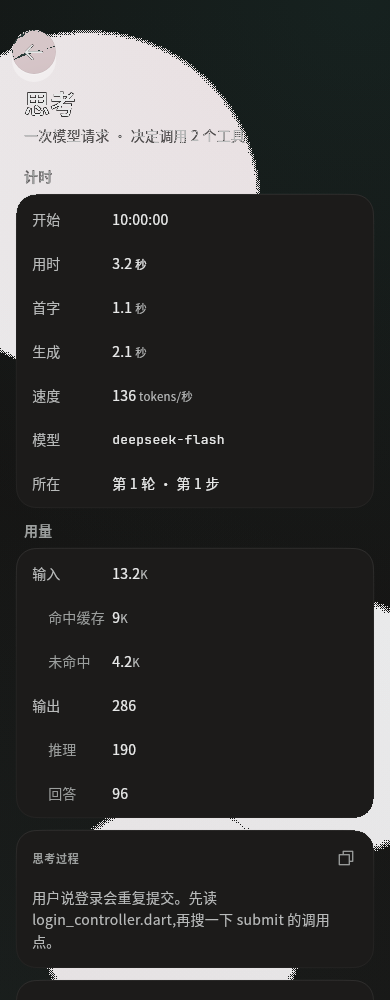 思考
一次模型请求 · 决定调用 2 个工具
计时
开始 10:00:00
用时 3.2 秒
首字 1.1 秒
生成 2.1 秒
速度 136 tokens/秒
模型 deepseek-flash
所在 第 1 轮 · 第 1 步
用量
输入 13.2K
命中缓存 9K
未命中 4.2K
输出 286
推理 190
回答 96
思考过程
用户说登录会重复提交。先读
login_controller.dart,再搜一下 submit 的调用
点。